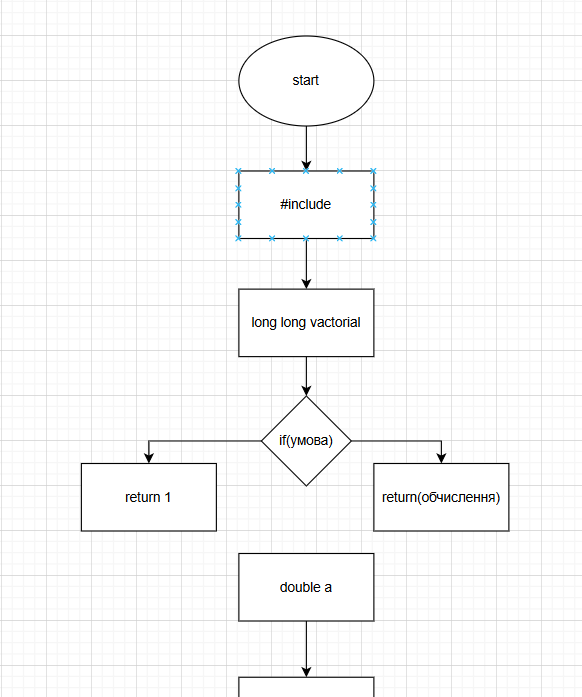 start
#include
long long vactorial
if(умова)
return 1
return(обчислення)
double a